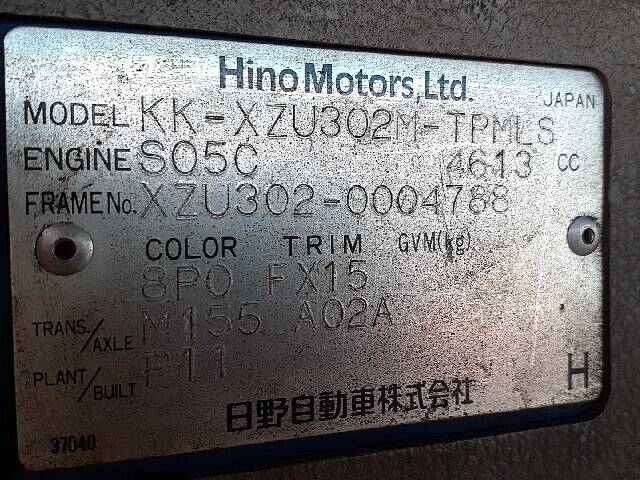 Hino Motors, Ltd.
JAPAN
MODEL KK-XZU302M-TPMLS
ENGINE S05C 4613 CC
FRAME No. XZU302-0004788
COLOR TRIM GVM(kg)
8P0 FX15
TRANS./AXLE M155 A02A
PLANT/BUILT P11
H
日野自動車株式会社
37040